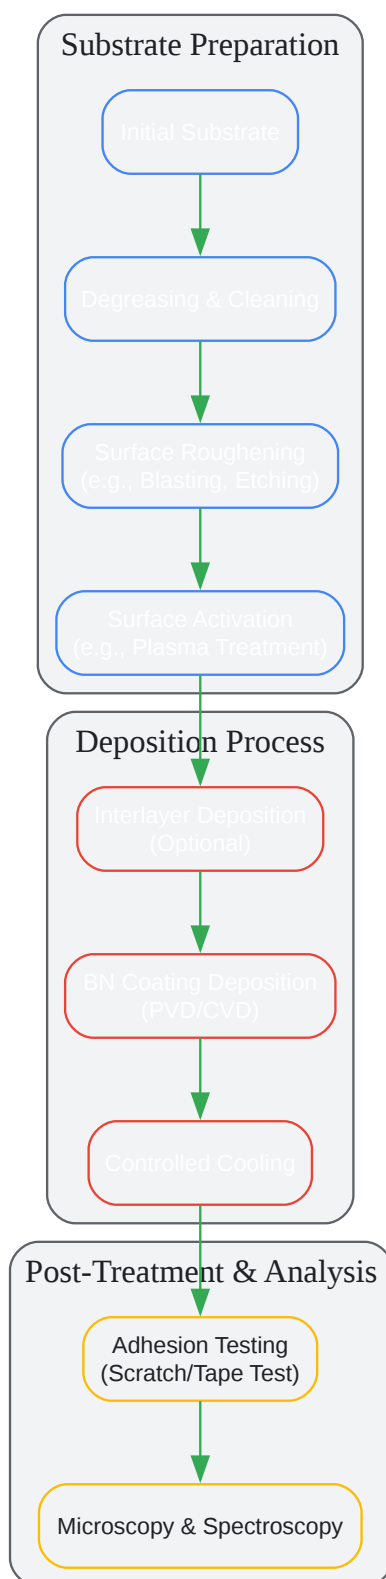 Substrate Preparation
Initial Substrate
Degreasing & Cleaning
Surface Roughening
(e.g., Blasting, Etching)
Surface Activation
(e.g., Plasma Treatment)
Deposition Process
Interlayer Deposition
(Optional)
BN Coating Deposition
(PVD/CVD)
Controlled Cooling
Post-Treatment & Analysis
Adhesion Testing
(Scratch/Tape Test)
Microscopy & Spectroscopy